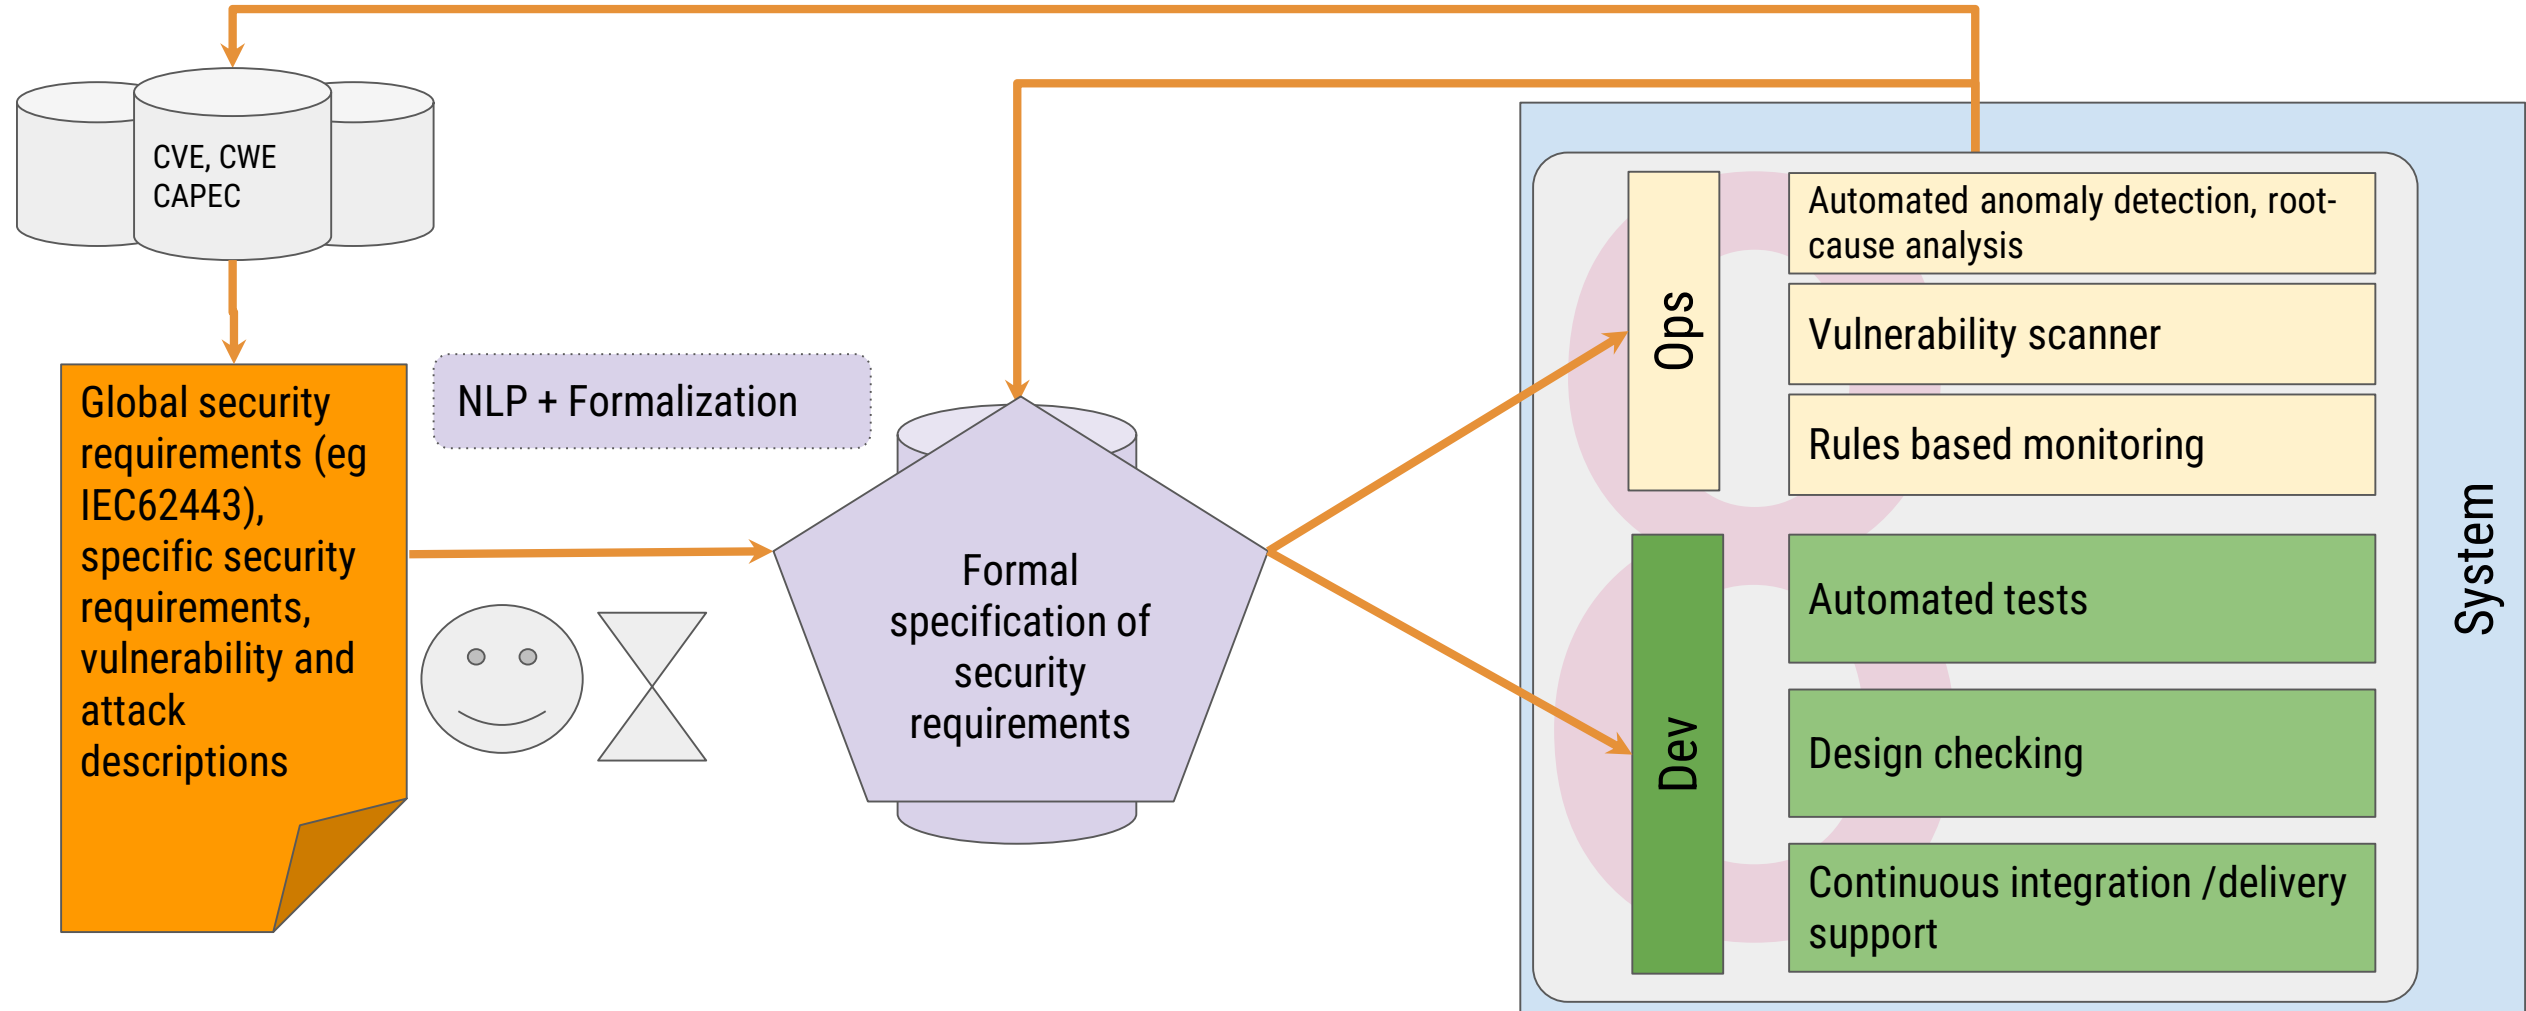 CVE, CWE
CAPEC
Global security
requirements (eg
IEC62443),
specific security
requirements,
vulnerability and
attack
descriptions
NLP + Formalization
Formal
specification of
security
requirements
Ops
Automated anomaly detection, root-
cause analysis
Vulnerability scanner
Rules based monitoring
Dev
Automated tests
Design checking
Continuous integration /delivery
support
System